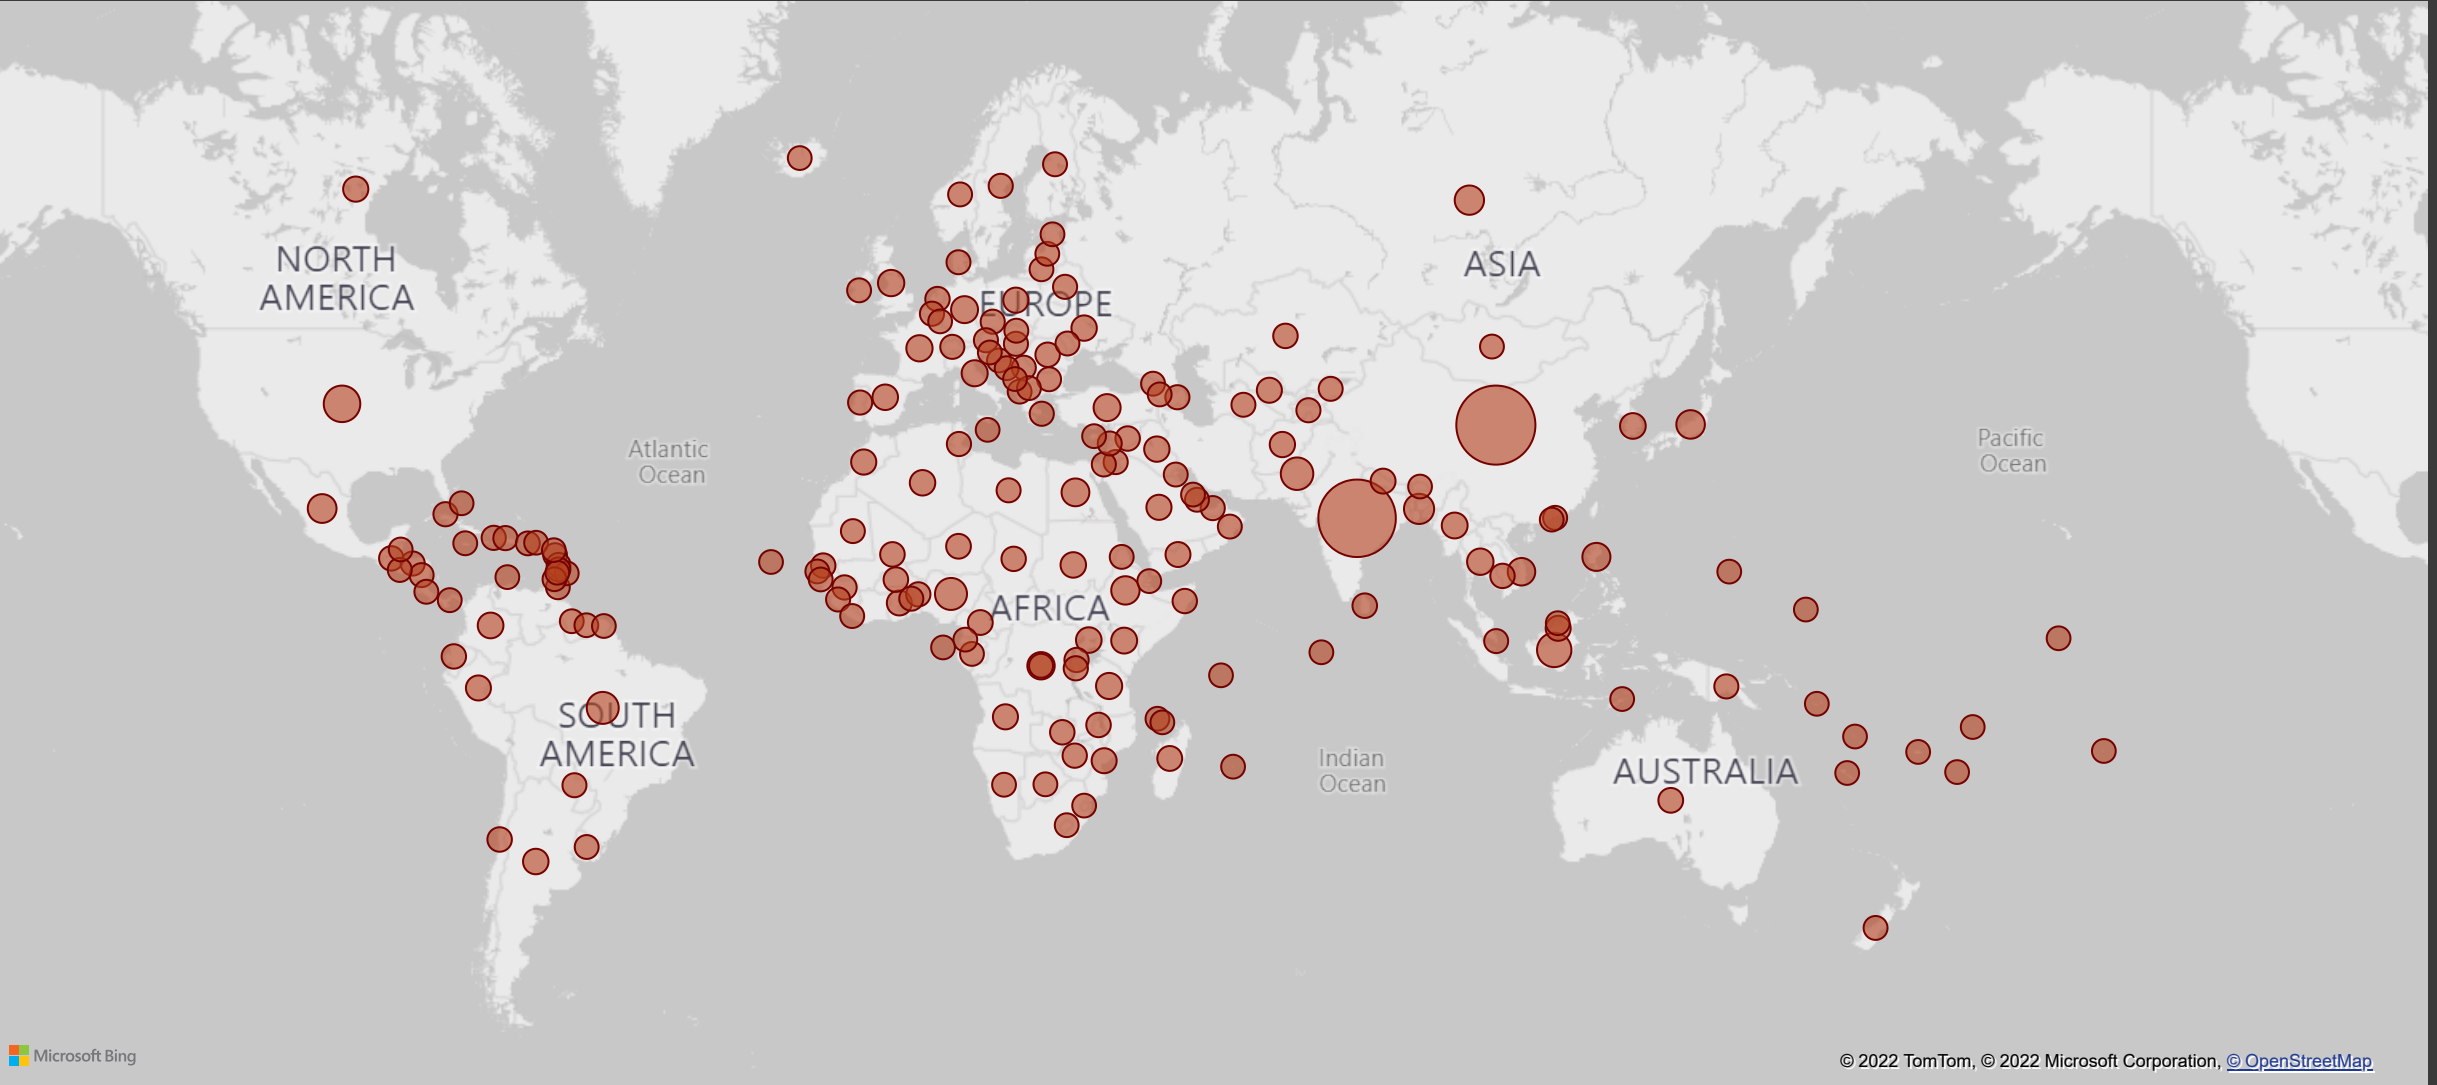 NORTH
AMERICA
EUROPE
ASIA
Atlantic
Ocean
Pacific
Ocean
AFRICA
SOUTH
AMERICA
Indian
Ocean
AUSTRALIA
Microsoft Bing
© 2022 TomTom, © 2022 Microsoft Corporation, © OpenStreetMap